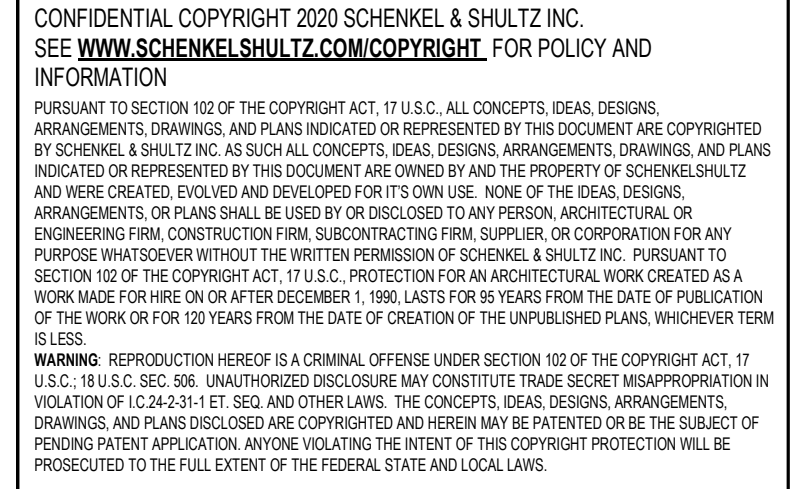 CONFIDENTIAL COPYRIGHT 2020 SCHENKEL & SHULTZ INC.
SEE WWW.SCHENKELSHULTZ.COM/COPYRIGHT FOR POLICY AND
INFORMATION
PURSUANT TO SECTION 102 OF THE COPYRIGHT ACT, 17 U.S.C., ALL CONCEPTS, IDEAS, DESIGNS,
ARRANGEMENTS, DRAWINGS, AND PLANS INDICATED OR REPRESENTED BY THIS DOCUMENT ARE COPYRIGHTED
BY SCHENKEL & SHULTZ INC. AS SUCH ALL CONCEPTS, IDEAS, DESIGNS, ARRANGEMENTS, DRAWINGS, AND PLANS
INDICATED OR REPRESENTED BY THIS DOCUMENT ARE OWNED BY AND THE PROPERTY OF SCHENKELSHULTZ
AND WERE CREATED, EVOLVED AND DEVELOPED FOR IT'S OWN USE. NONE OF THE IDEAS, DESIGNS,
ARRANGEMENTS, OR PLANS SHALL BE USED BY OR DISCLOSED TO ANY PERSON, ARCHITECTURAL OR
ENGINEERING FIRM, CONSTRUCTION FIRM, SUBCONTRACTING FIRM, SUPPLIER, OR CORPORATION FOR ANY
PURPOSE WHATSOEVER WITHOUT THE WRITTEN PERMISSION OF SCHENKEL & SHULTZ INC. PURSUANT TO
SECTION 102 OF THE COPYRIGHT ACT, 17 U.S.C., PROTECTION FOR AN ARCHITECTURAL WORK CREATED AS A
WORK MADE FOR HIRE ON OR AFTER DECEMBER 1, 1990, LASTS FOR 95 YEARS FROM THE DATE OF PUBLICATION
OF THE WORK OR FOR 120 YEARS FROM THE DATE OF CREATION OF THE UNPUBLISHED PLANS, WHICHEVER TERM
IS LESS.
WARNING: REPRODUCTION HEREOF IS A CRIMINAL OFFENSE UNDER SECTION 102 OF THE COPYRIGHT ACT, 17
U.S.C.; 18 U.S.C. SEC. 506. UNAUTHORIZED DISCLOSURE MAY CONSTITUTE TRADE SECRET MISAPPROPRIATION IN
VIOLATION OF I.C.24-2-31-1 ET. SEQ. AND OTHER LAWS. THE CONCEPTS, IDEAS, DESIGNS, ARRANGEMENTS,
DRAWINGS, AND PLANS DISCLOSED ARE COPYRIGHTED AND HEREIN MAY BE PATENTED OR BE THE SUBJECT OF
PENDING PATENT APPLICATION. ANYONE VIOLATING THE INTENT OF THIS COPYRIGHT PROTECTION WILL BE
PROSECUTED TO THE FULL EXTENT OF THE FEDERAL STATE AND LOCAL LAWS.